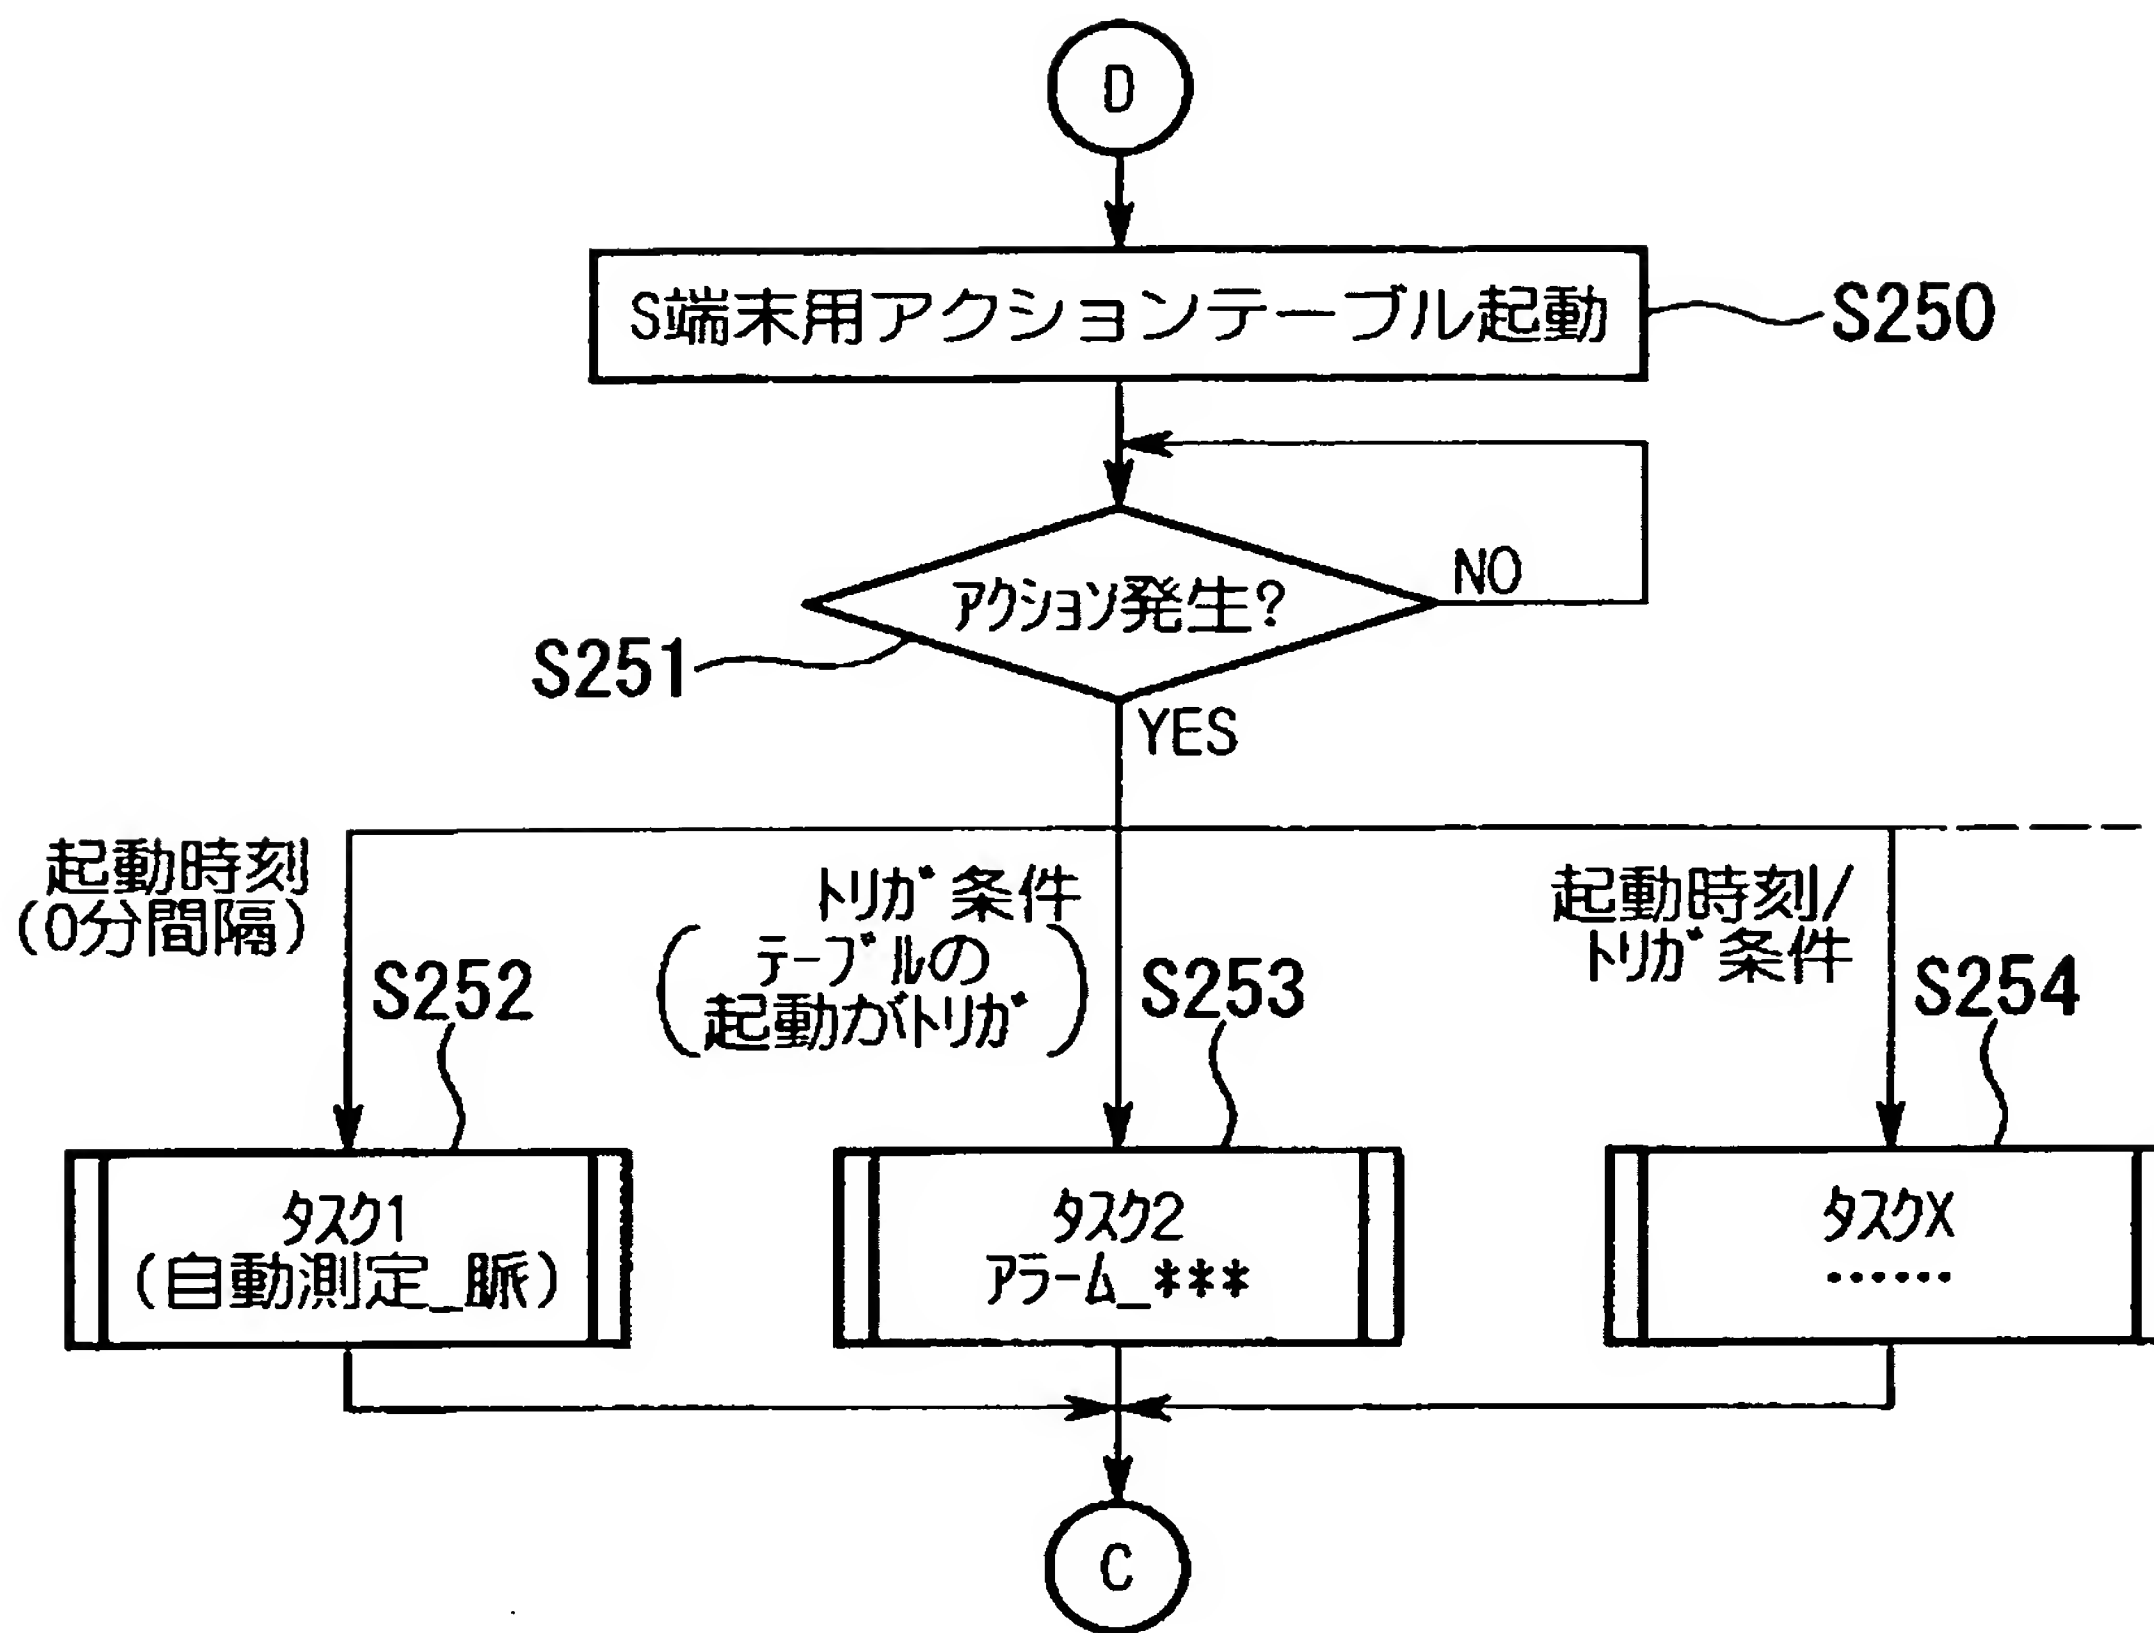 D
S端末用アクションテーブル起動
S250
NO
ｱｸｼｮﾝ発生?
S251
YES
起動時刻
(0分間隔)
S252
ﾄﾘｶﾞ条件
ﾃｰﾌﾞﾙの
起動がﾄﾘｶﾞ
S253
起動時刻/
ﾄﾘｶﾞ条件
S254
ﾀｽｸ1
(自動測定_脈)
ﾀｽｸ2
ｱﾗｰﾑ_***
ﾀｽｸX
・・・・・・
C